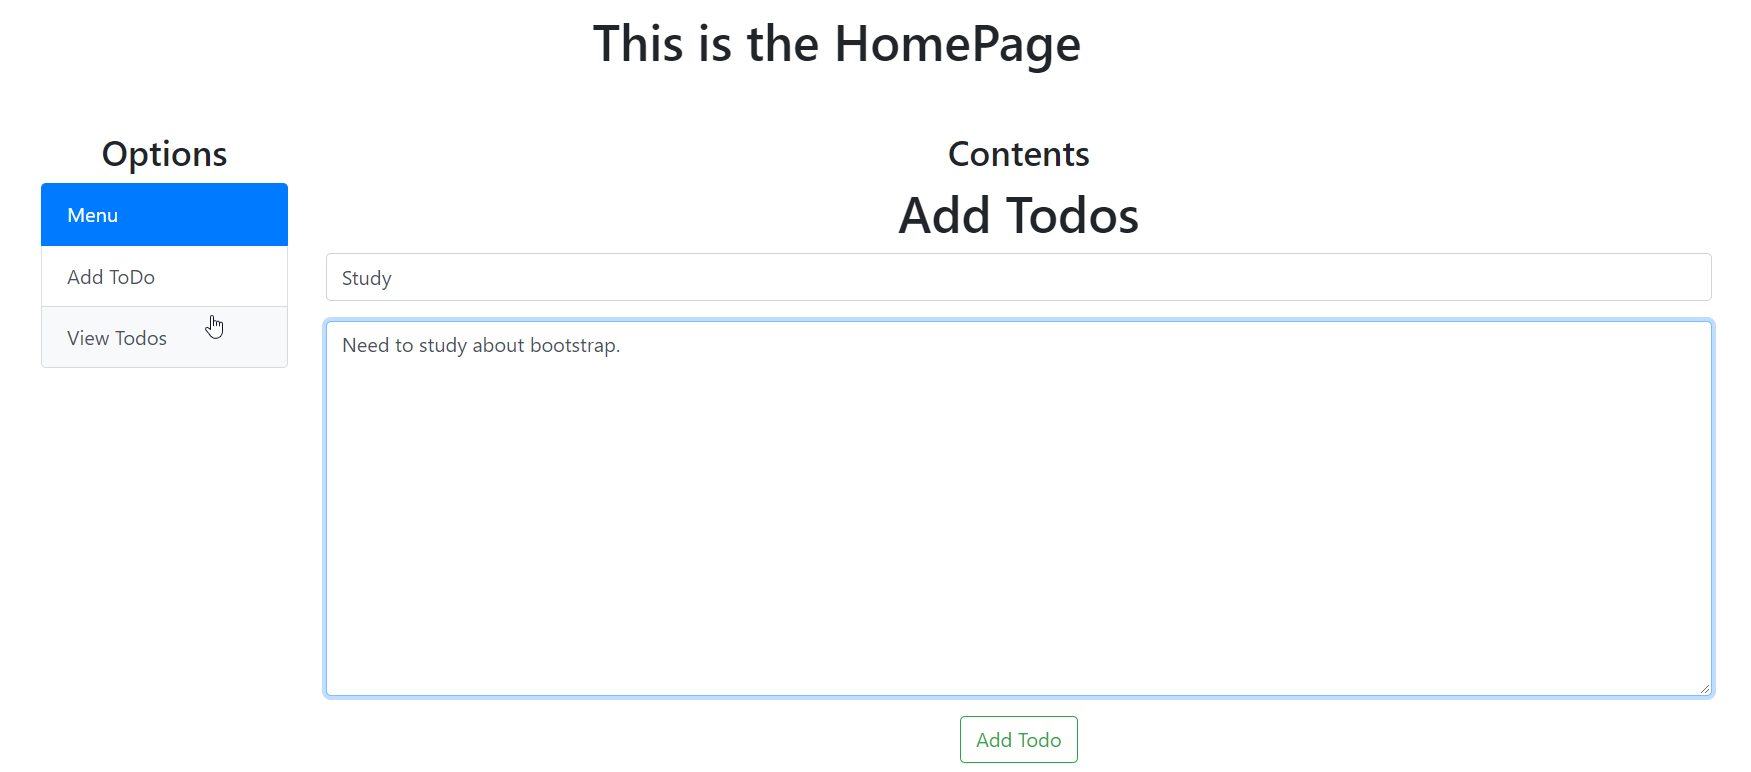 This is the HomePage
Options
Menu
Add ToDo
View Todos
Contents
Add Todos
Study
Need to study about bootstrap.
Add Todo